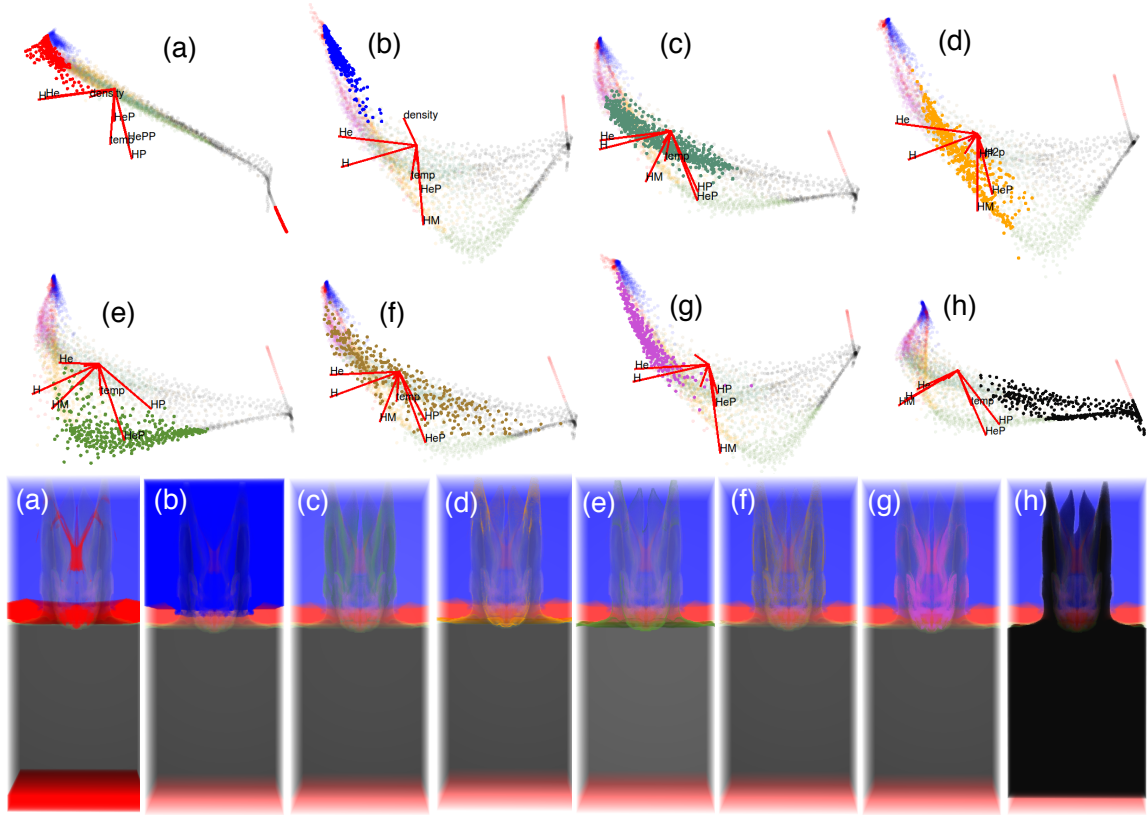 (a)
H
He
density
HeP
temp
HePP
HP
(b)
density
He
H
temp
HeP
HM
(c)
He
H
temp
HM
HP
HeP
(d)
He
H
H2p
HeP
HM
(e)
He
H
HM
temp
HP
HeP
(f)
He
H
temp
HM
HP
HeP
(g)
He
H
HP
HeP
HM
(h)
He
HM
temp
HP
HeP
(a)
(b)
(c)
(d)
(e)
(f)
(g)
(h)